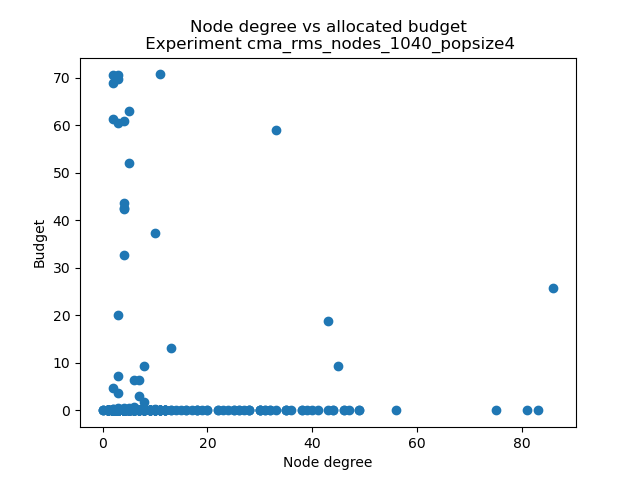 Node degree vs allocated budget
Experiment cma_rms_nodes_1040_popsize4
70
60
50
40
30
20
10
0
Budget
0 20 40 60 80
Node degree